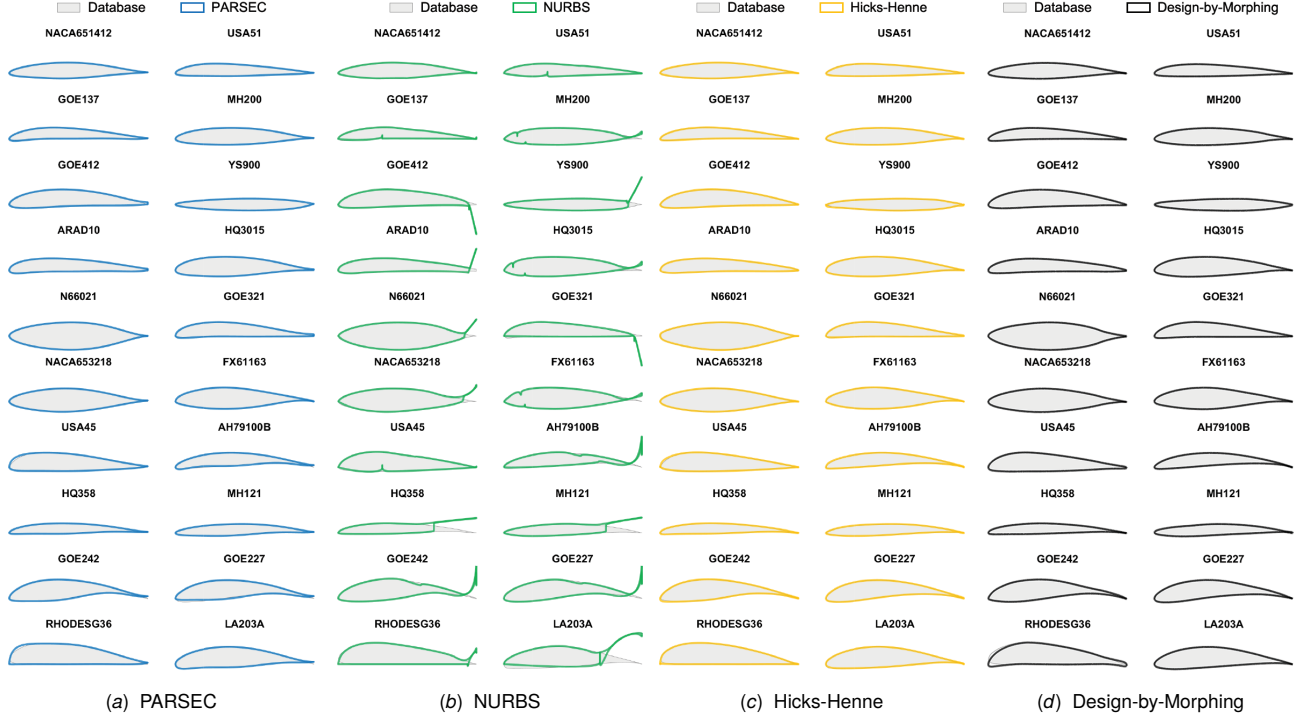 Database PARSEC Database NURBS Database Hicks-Henne Database Design-by-Morphing
NACA651412 USA51 NACA651412 USA51 NACA651412 USA51 NACA651412 USA51
GOE137 MH200 GOE137 MH200 GOE137 MH200 GOE137 MH200
GOE412 YS900 GOE412 YS900 GOE412 YS900 GOE412 YS900
ARAD10 HQ3015 ARAD10 HQ3015 ARAD10 HQ3015 ARAD10 HQ3015
N66021 GOE321 N66021 GOE321 N66021 GOE321 N66021 GOE321
NACA653218 FX61163 NACA653218 FX61163 NACA653218 FX61163 NACA653218 FX61163
USA45 AH79100B USA45 AH79100B USA45 AH79100B USA45 AH79100B
HQ358 MH121 HQ358 MH121 HQ358 MH121 HQ358 MH121
GOE242 GOE227 GOE242 GOE227 GOE242 GOE227 GOE242 GOE227
RHODESG36 LA203A RHODESG36 LA203A RHODESG36 LA203A RHODESG36 LA203A
(a) PARSEC (b) NURBS (c) Hicks-Henne (d) Design-by-Morphing